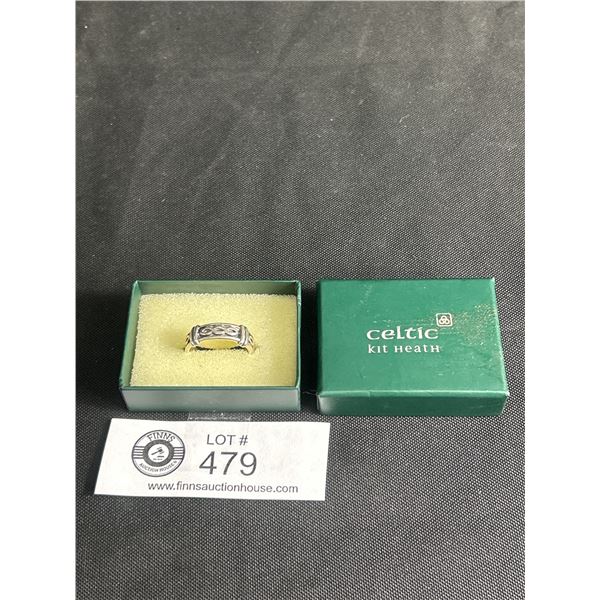 celtic
KIT HEATH
FINNS
AUCTION HOUSE
LOT #
479
www.finnsauctionhouse.com